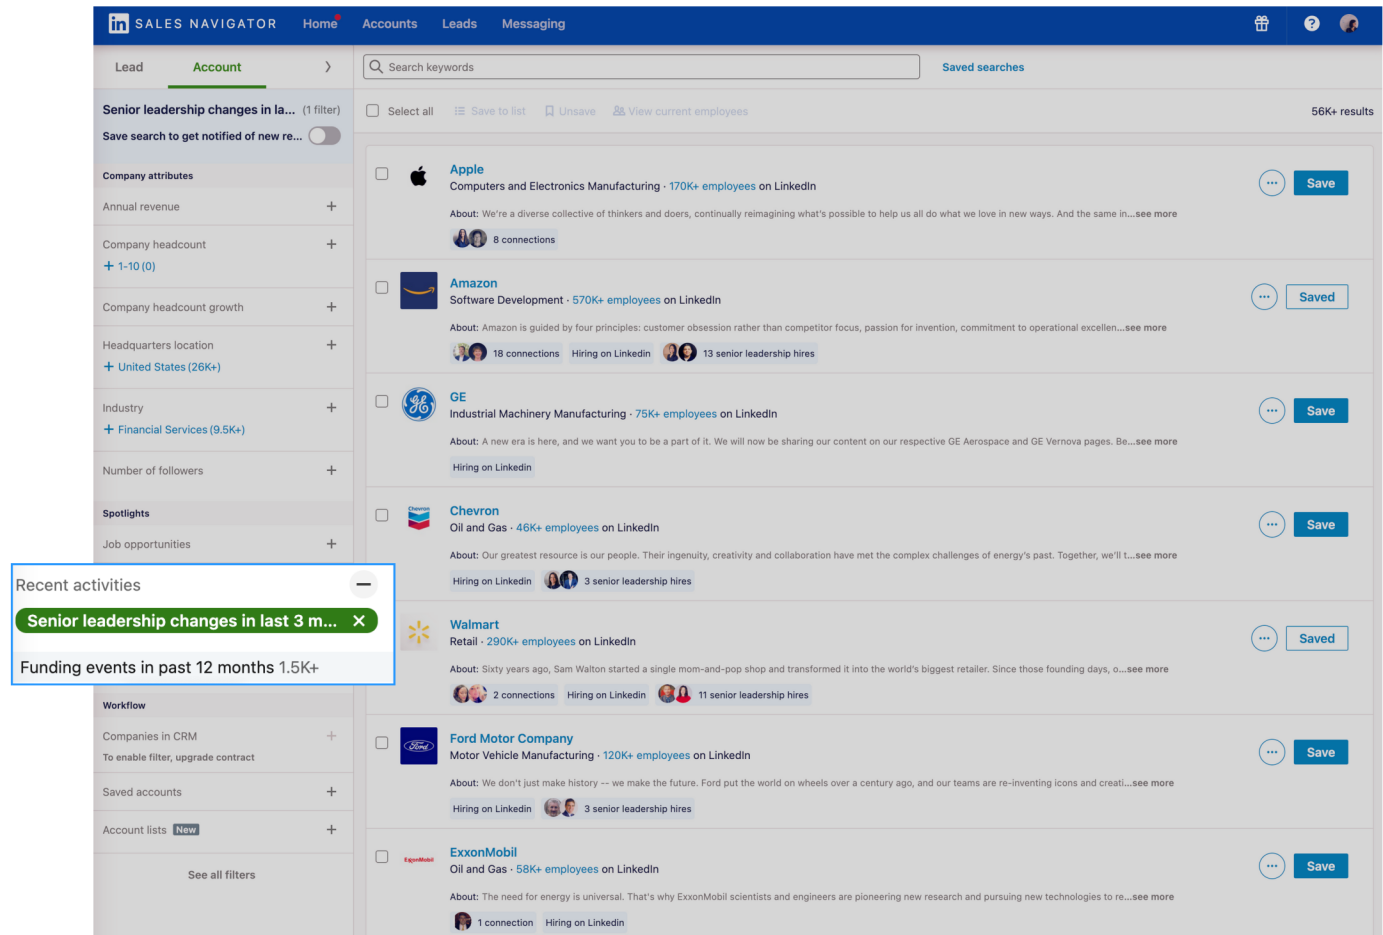 in SALES NAVIGATOR Home Accounts Leads Messaging
Lead Account
Search keywords Saved searches
Senior leadership changes in la... (1 filter)
Save search to get notified of new re...
Select all Save to list Unsave View current employees 56K+ results
Company attributes
Annual revenue
Company headcount
+ 1-10 (0)
Company headcount growth
Headquarters location
+ United States (26K+)
Industry
+ Financial Services (9.5K+)
Number of followers
Spotlights
Job opportunities
Recent activities
Senior leadership changes in last 3 m... ×
Funding events in past 12 months 1.5K+
Workflow
Companies in CRM
To enable filter, upgrade contract
Saved accounts
Account lists New
See all filters
Apple
Computers and Electronics Manufacturing · 170K+ employees on LinkedIn
About: We're a diverse collective of thinkers and doers, continually reimagining what's possible to help us all do what we love in new ways. And the same in...see more
8 connections
Save
Amazon
Software Development · 570K+ employees on LinkedIn
About: Amazon is guided by four principles: customer obsession rather than competitor focus, passion for invention, commitment to operational excellen...see more
18 connections Hiring on Linkedin 13 senior leadership hires
Saved
GE
Industrial Machinery Manufacturing · 75K+ employees on LinkedIn
About: A new era is here, and we want you to be a part of it. We will now be sharing our content on our respective GE Aerospace and GE Vernova pages. Be...see more
Hiring on Linkedin
Save
Chevron
Chevron
Oil and Gas · 46K+ employees on LinkedIn
About: Our greatest resource is our people. Their ingenuity, creativity and collaboration have met the complex challenges of energy's past. Together, we'll t...see more
Hiring on Linkedin 3 senior leadership hires
Save
Walmart
Retail · 290K+ employees on LinkedIn
About: Sixty years ago, Sam Walton started a single mom-and-pop shop and transformed it into the world's biggest retailer. Since those founding days, o...see more
2 connections Hiring on Linkedin 11 senior leadership hires
Saved
Ford
Ford Motor Company
Motor Vehicle Manufacturing · 120K+ employees on LinkedIn
About: We don't just make history -- we make the future. Ford put the world on wheels over a century ago, and our teams are re-inventing icons and creati...see more
Hiring on Linkedin 3 senior leadership hires
Save
ExxonMobil
ExxonMobil
Oil and Gas · 58K+ employees on LinkedIn
About: The need for energy is universal. That's why ExxonMobil scientists and engineers are pioneering new research and pursuing new technologies to re...see more
1 connection Hiring on Linkedin
Save